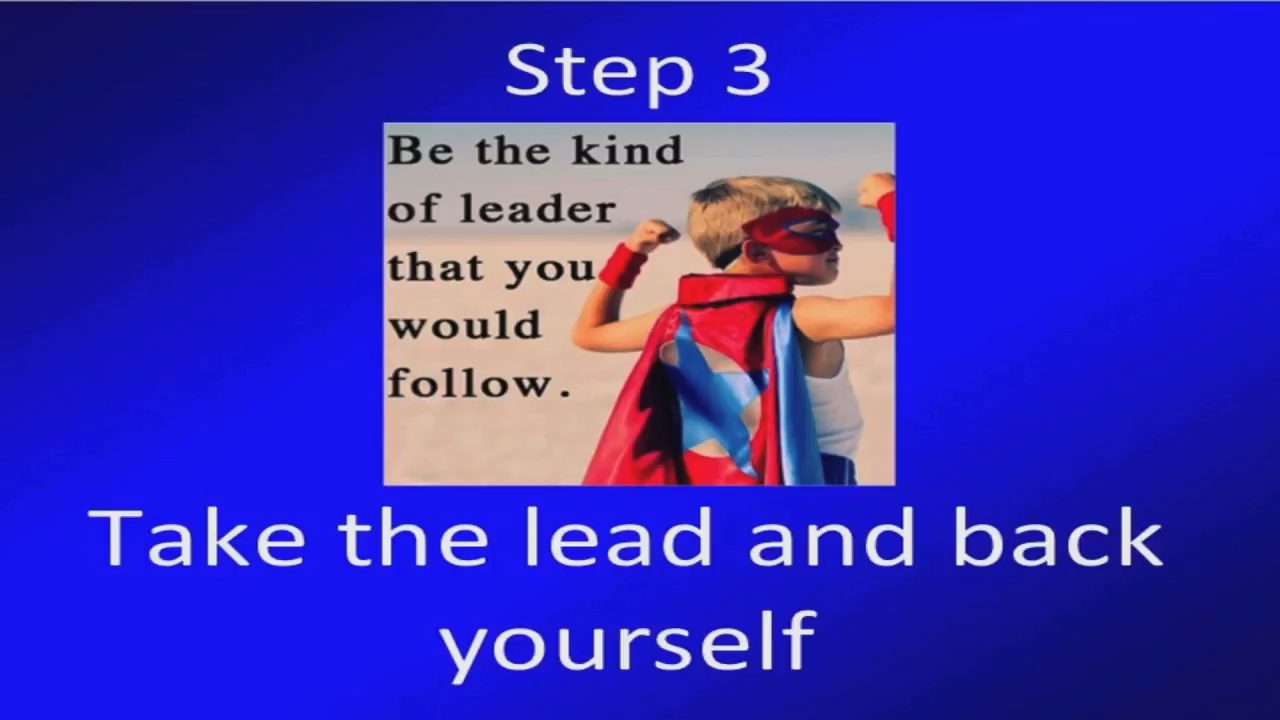 Step 3
Be the kind
of leader
that you
would
follow.
Take the lead and back
yourself